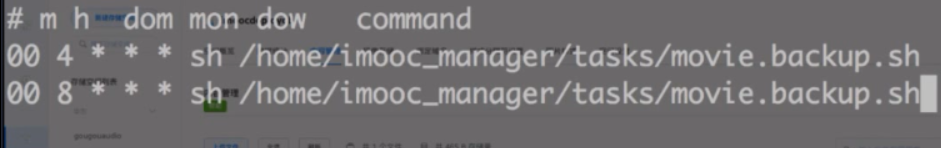 # m h  dom mon dow   command
00 4 * * * sh /home/imooc_manager/tasks/movie.backup.sh
00 8 * * * sh /home/imooc_manager/tasks/movie.backup.sh
goupouaudio